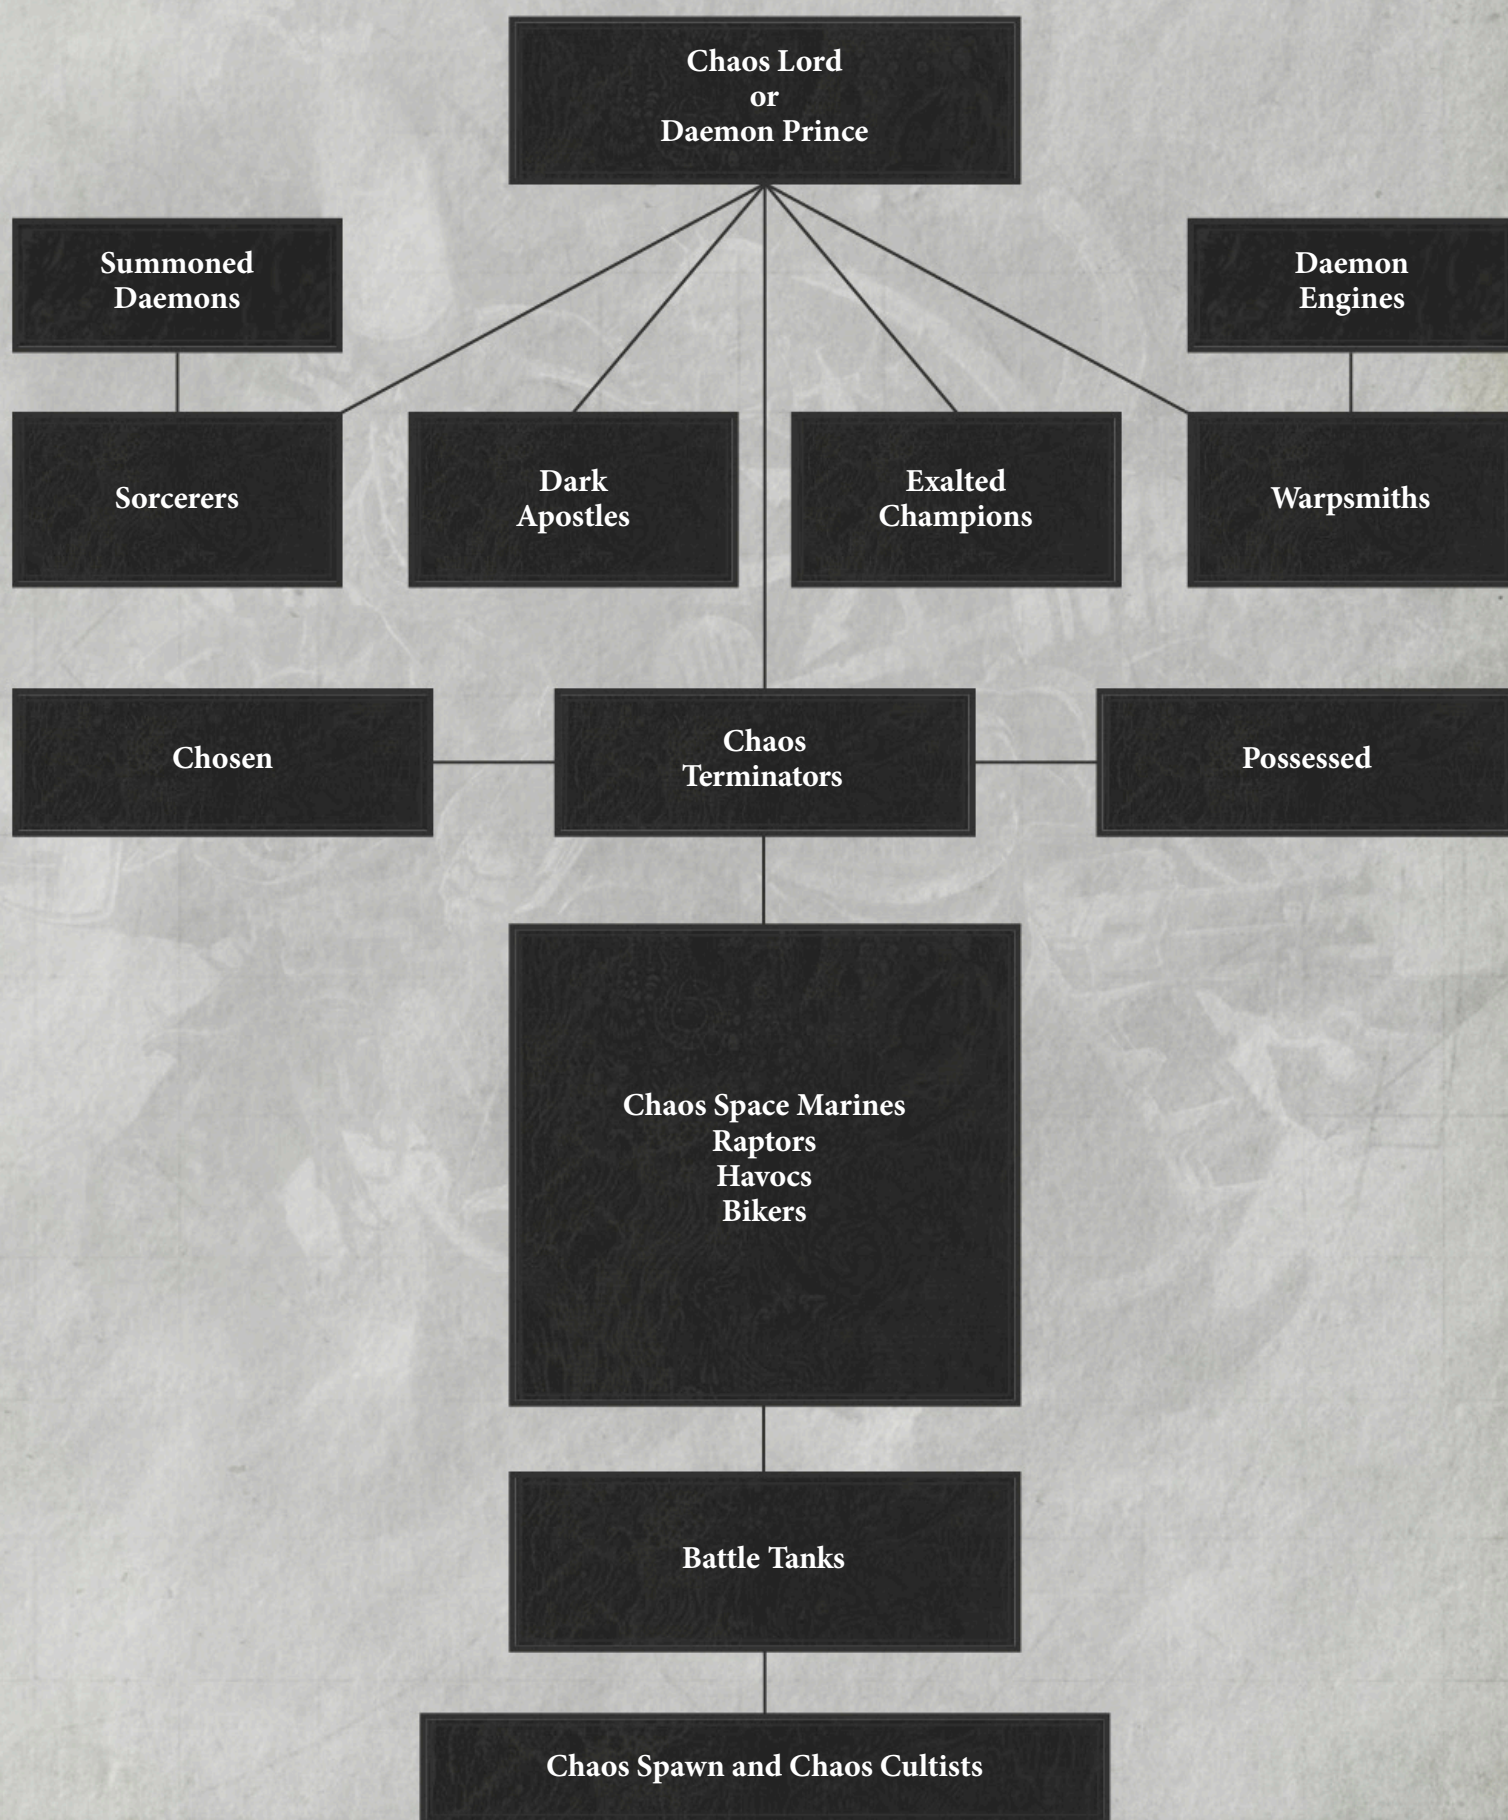 Chaos Lord
or
Daemon Prince
Summoned
Daemons
Daemon
Engines
Sorcerers
Dark
Apostles
Exalted
Champions
Warpsmiths
Chosen
Chaos
Terminators
Possessed
Chaos Space Marines
Raptors
Havocs
Bikers
Battle Tanks
Chaos Spawn and Chaos Cultists